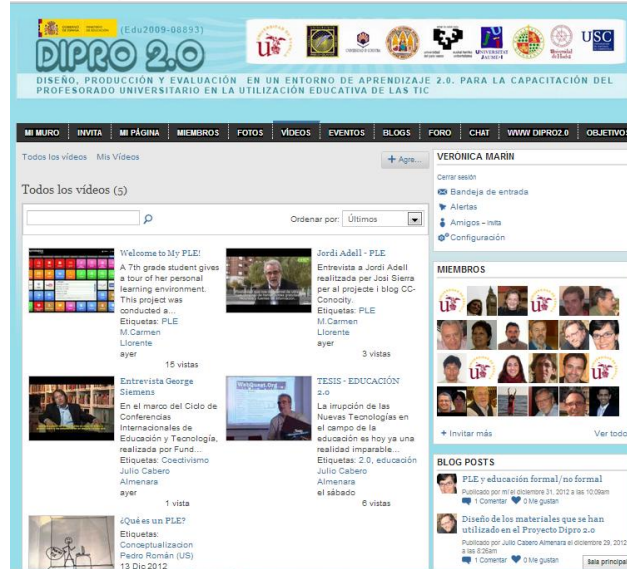 (Edu2009-08893)
DIPRO 2.0
USC
DISEÑO, PRODUCCIÓN Y EVALUACIÓN EN UN ENTORNO DE APRENDIZAJE 2.0. PARA LA CAPACITACIÓN DEL
PROFESORADO UNIVERSITARIO EN LA UTILIZACIÓN EDUCATIVA DE LAS TIC
MI MURO INVITA MI PÁGINA MIEMBROS FOTOS VÍDEOS EVENTOS BLOGS FORO CHAT WWW DIPRO2.0 OBJETIVOS
Todos los vídeos Mis Vídeos
+ Agre...
Todos los vídeos (5)
Ordenar por: Últimos
Welcome to My PLE!
A 7th grade student gives
a tour of her personal
learning environment.
This project was
conducted a...
Etiquetas: PLE
M.Carmen
Llorente
ayer
15 vistas
Jordi Adell - PLE
Entrevista a Jordi Adell
realitzada per Josi Sierra
per al projecte i blog CC-
Conocity.
Etiquetas: PLE
M.Carmen
Llorente
ayer
3 vistas
Entrevista George
Siemens
En el marco del Ciclo de
Conferencias
Internacionales de
Educación y Tecnología,
realizada por Fund...
Etiquetas: Coectivismo
Julio Cabero
Almenara
ayer
1 vista
TESIS - EDUCACIÓN
2.0
La irrupción de las
Nuevas Tecnologías en
el campo de la
educación es hoy ya una
realidad imparable...
Etiquetas: 2.0, educación
Julio Cabero
Almenara
el sábado
6 vistas
¿Qué es un PLE?
Etiquetas:
Conceptualizacion
Pedro Román (US)
13 Dic 2012
VERÓNICA MARÍN
Cerrar sesión
Bandeja de entrada
Alertas
Amigos – Invita
Configuración
MIEMBROS
+ Invitar más
Ver todo
BLOG POSTS
PLE y educación formal/no formal
Publicado por mí el diciembre 31, 2012 a las 10:09am
1 Comentar 0 Me gustan
Diseño de los materiales que se han
utilizado en el Proyecto Dipro 2.0
Publicado por Julio Cabero Almenara el diciembre 29, 2012
a las 8:26am
1 Comentar 0 Me gustan
Sala principal